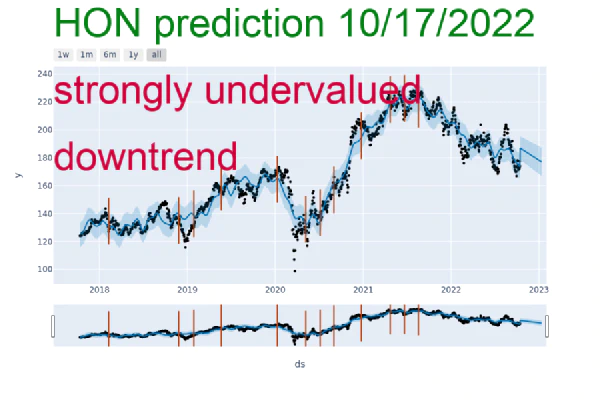 HON prediction 10/17/2022
1w 1m 6m 1y all
strongly undervalued
downtrend
240
220
200
180
160
140
120
100
y
2018 2019 2020 2021 2022 2023
ds